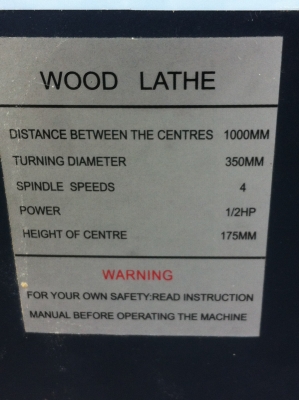 WOOD LATHE
DISTANCE BETWEEN THE CENTRES 1000MM
TURNING DIAMETER 350MM
SPINDLE SPEEDS 4
POWER 1/2HP
HEIGHT OF CENTRE 175MM
WARNING
FOR YOUR OWN SAFETY:READ INSTRUCTION
MANUAL BEFORE OPERATING THE MACHINE